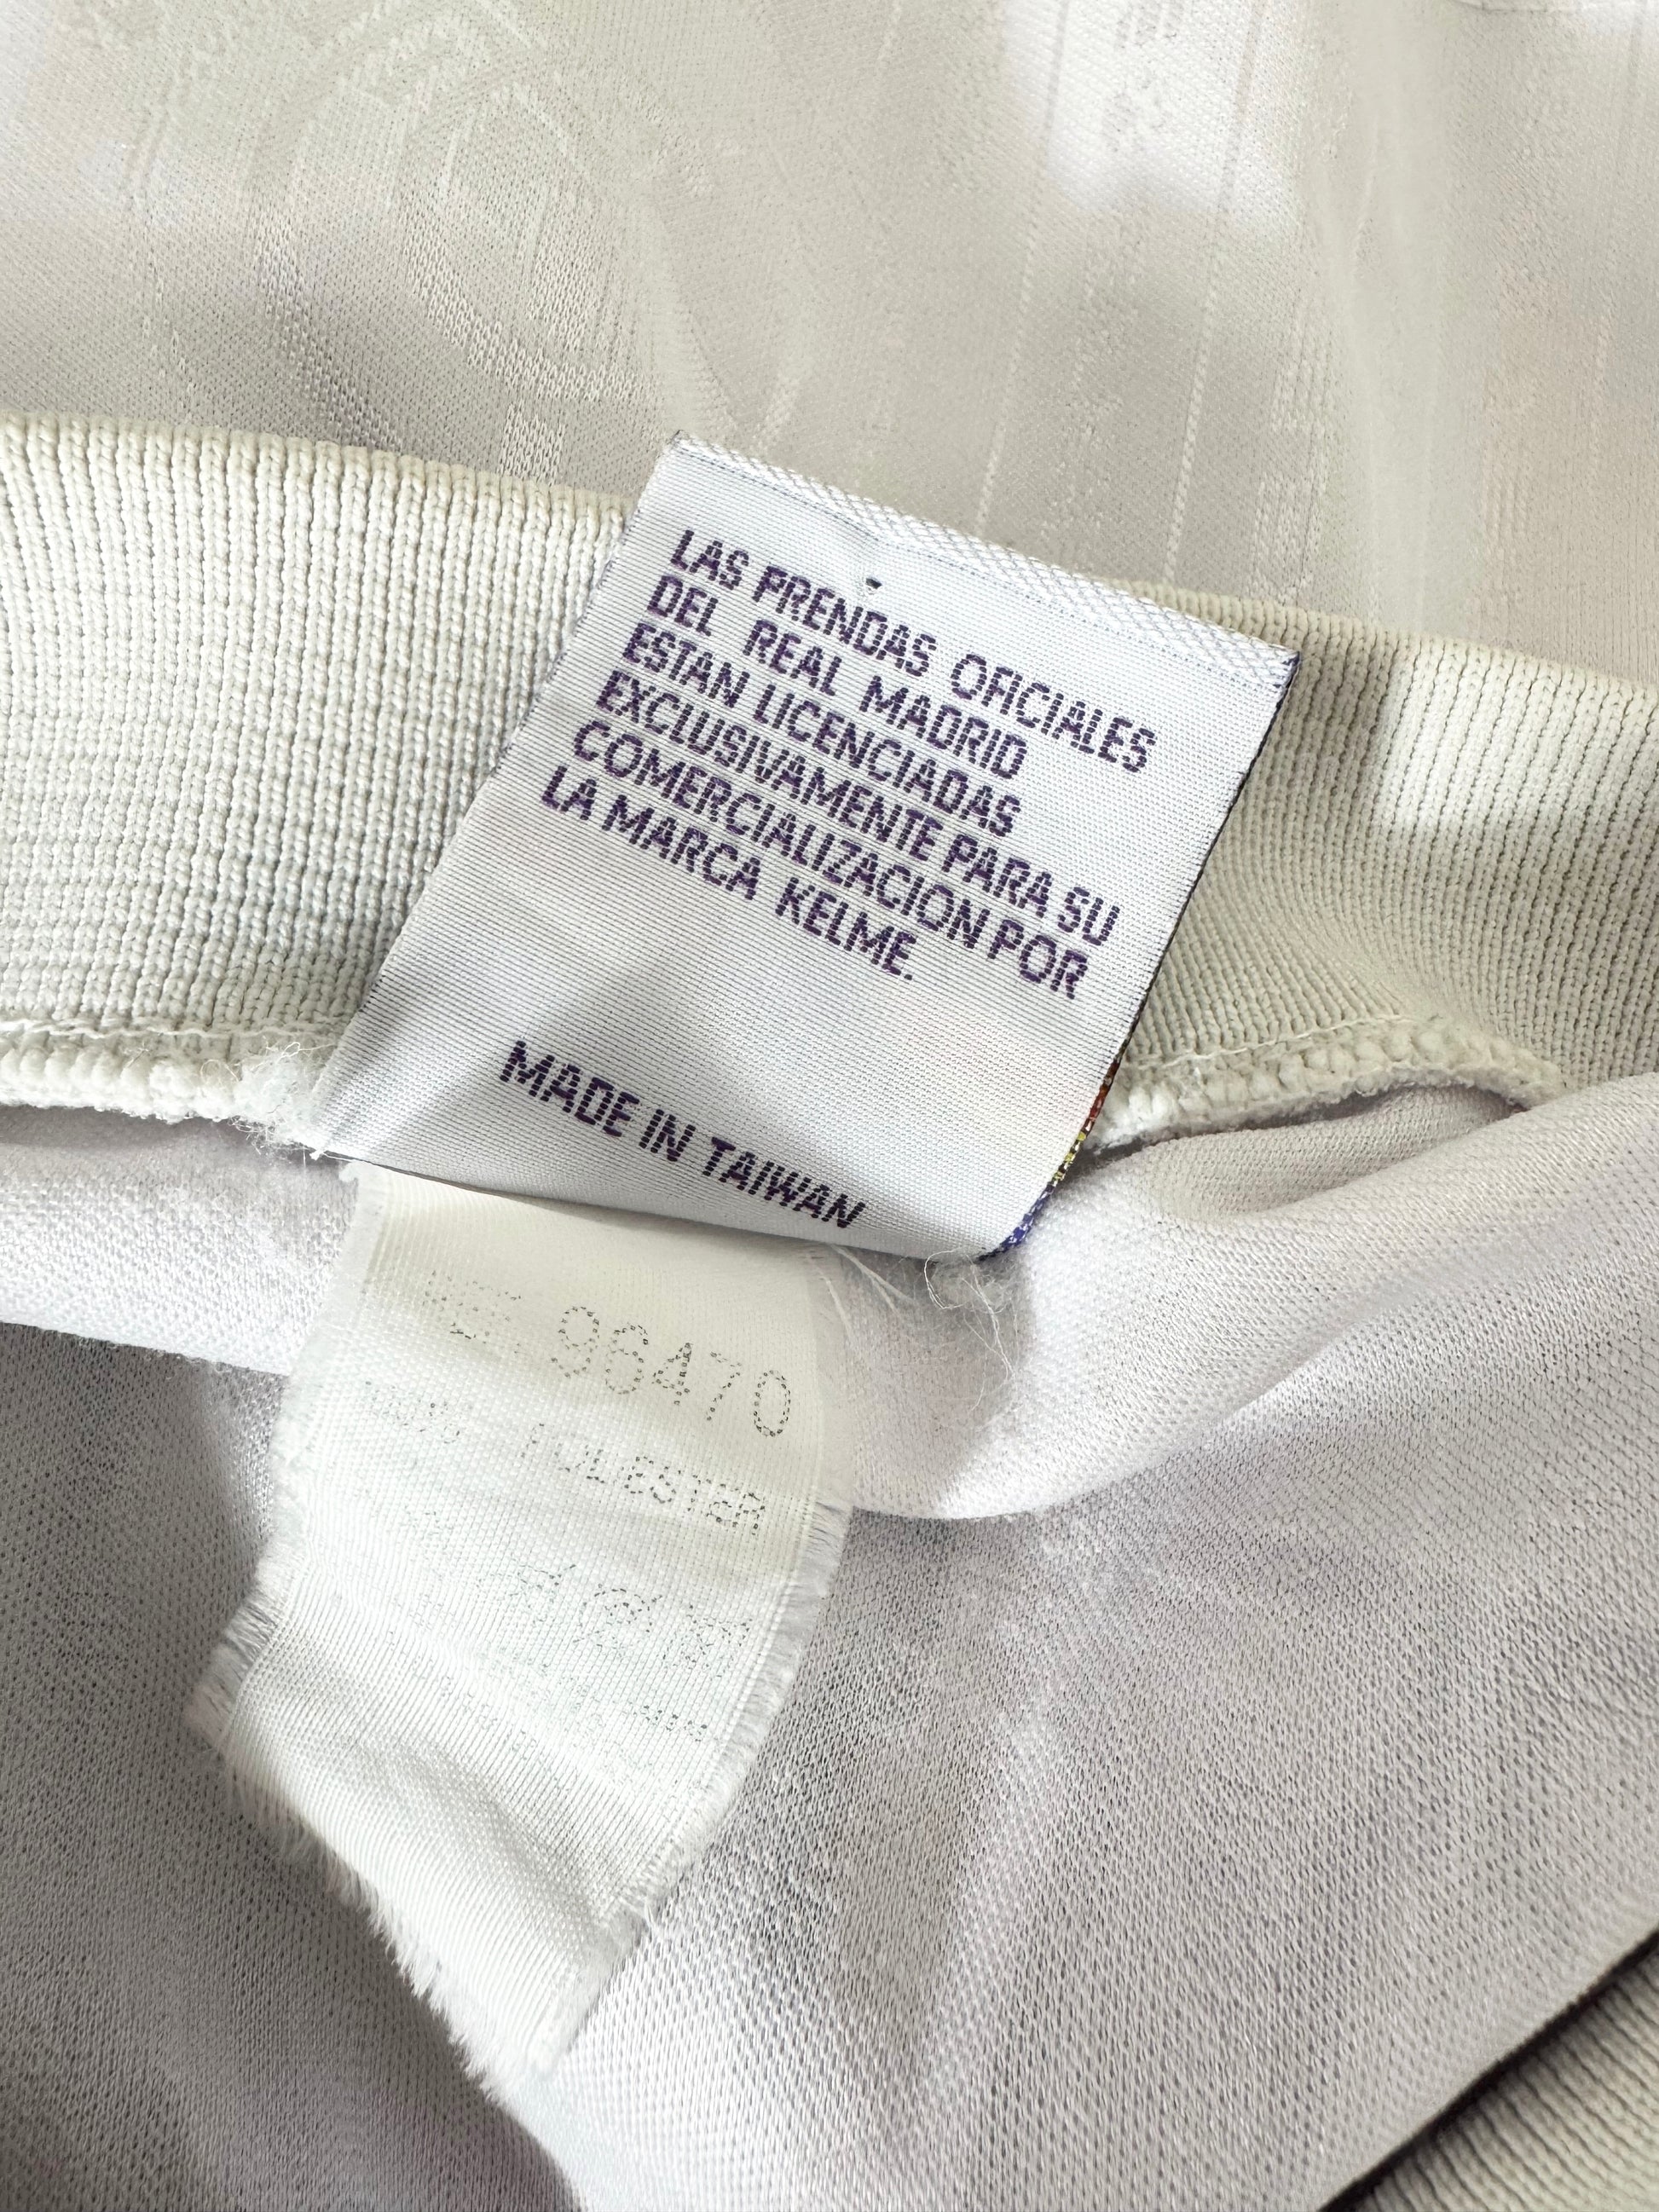 LAS PRENDAS OFICIALES
DEL REAL MADRID
ESTAN LICENCIADAS
EXCLUSIVAMENTE PARA SU
COMERCIALIZACION POR
LA MARCA KELME.
MADE IN TAIWAN
96470
POLIESTER